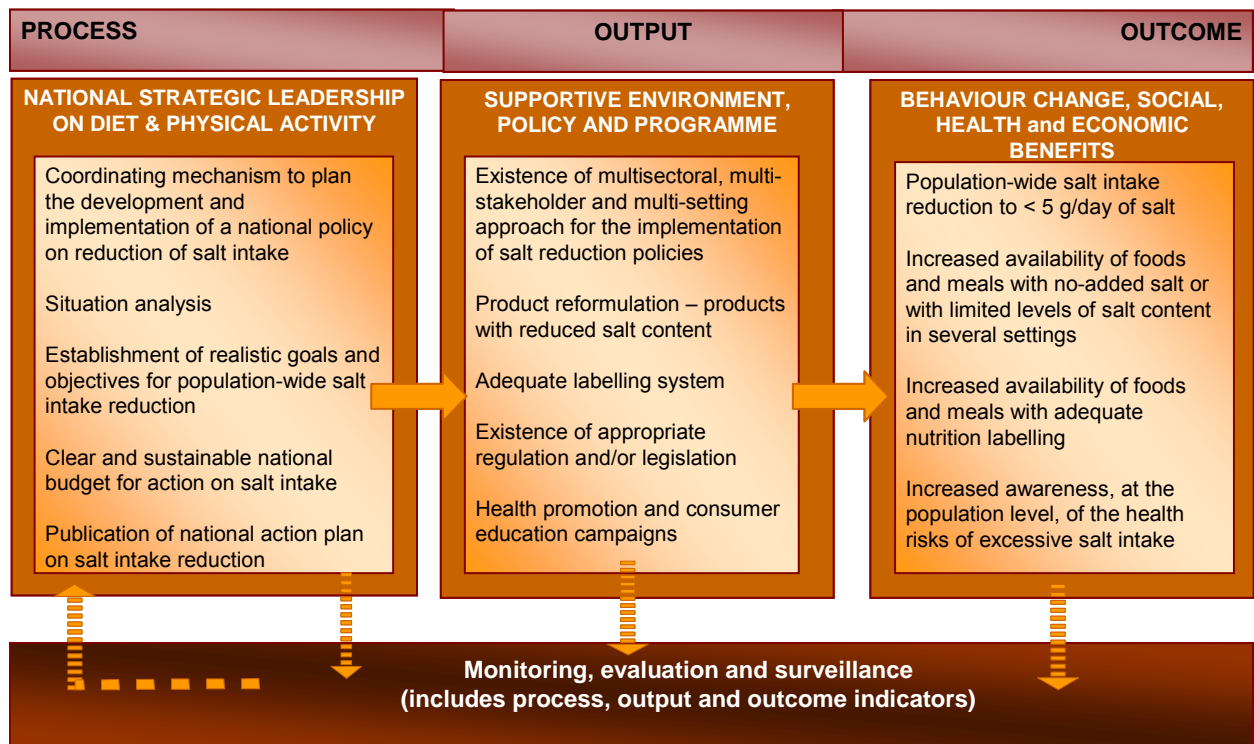 PROCESS
OUTPUT
OUTCOME
NATIONAL STRATEGIC LEADERSHIP
ON DIET & PHYSICAL ACTIVITY
Coordinating mechanism to plan
the development and
implementation of a national policy
on reduction of salt intake
Situation analysis
Establishment of realistic goals and
objectives for population-wide salt
intake reduction
Clear and sustainable national
budget for action on salt intake
Publication of national action plan
on salt intake reduction
SUPPORTIVE ENVIRONMENT,
POLICY AND PROGRAMME
Existence of multisectoral, multi-
stakeholder and multi-setting
approach for the implementation
of salt reduction policies
Product reformulation – products
with reduced salt content
Adequate labelling system
Existence of appropriate
regulation and/or legislation
Health promotion and consumer
education campaigns
BEHAVIOUR CHANGE, SOCIAL,
HEALTH and ECONOMIC
BENEFITS
Population-wide salt intake
reduction to < 5 g/day of salt
Increased availability of foods
and meals with no-added salt or
with limited levels of salt content
in several settings
Increased availability of foods
and meals with adequate
nutrition labelling
Increased awareness, at the
population level, of the health
risks of excessive salt intake
Monitoring, evaluation and surveillance
(includes process, output and outcome indicators)